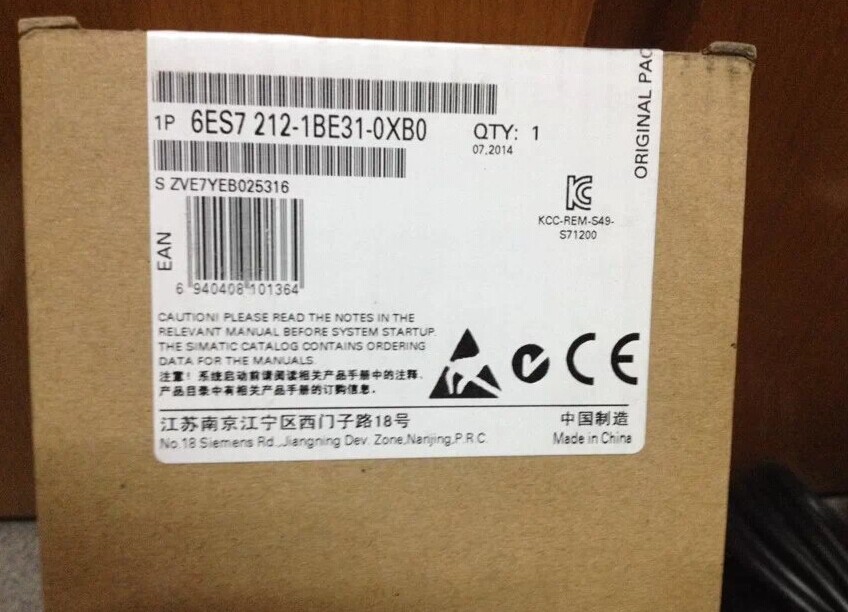 1P 6ES7 212-1BE31-0XB0
QTY: 1
07,2014
S ZVE7YEB025316
ORIGINAL PAC
KCC-REM-S49-
S71200
EAN
6 940408 101364
CAUTION! PLEASE READ THE NOTES IN THE
RELEVANT MANUAL BEFORE SYSTEM STARTUP.
THE SIMATIC CATALOG CONTAINS ORDERING
DATA FOR THE MANUALS.
注意！系统启动前请阅读相关产品手册中的注释，
产品目录中有相关产品手册的订购信息。
CE
江苏南京江宁区西门子路18号
No.18 Siemens Rd.,Jiangning Dev. Zone,Nanjing,P.R.C.
中国制造
Made in China